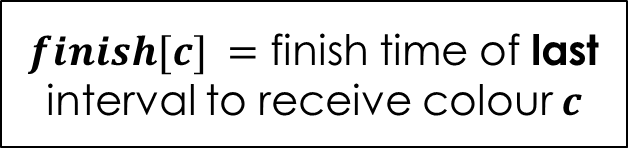 finish[c] = finish time of last
interval to receive colour c